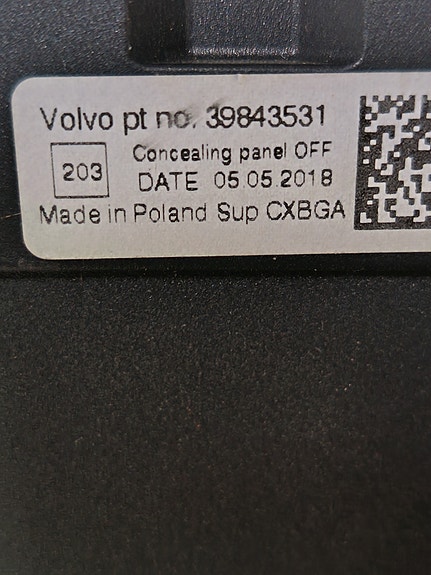 Volvo pt no. 39843531
203
Concealing panel OFF
DATE 05.05.2018
Made in Poland Sup CXBGA